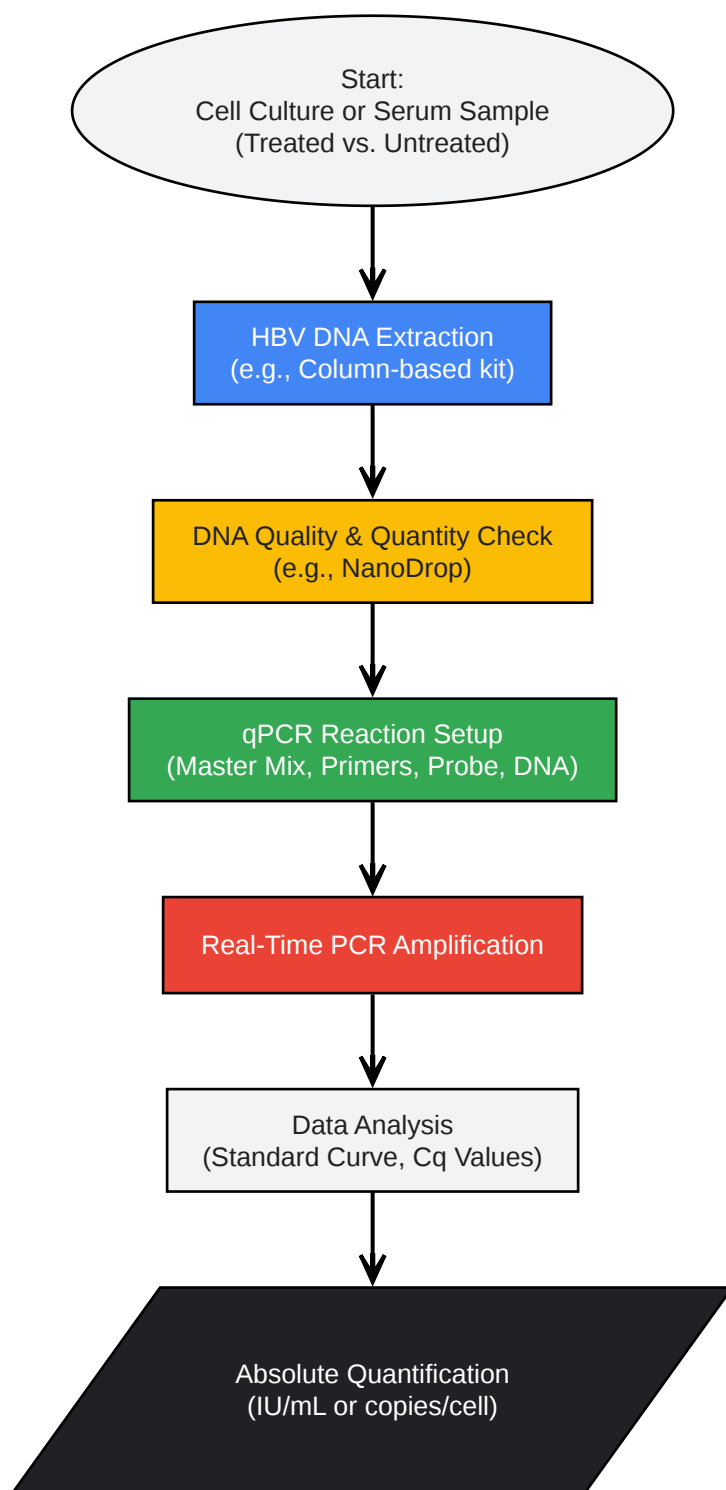 Start:
Cell Culture or Serum Sample
(Treated vs. Untreated)
HBV DNA Extraction
(e.g., Column-based kit)
DNA Quality & Quantity Check
(e.g., NanoDrop)
qPCR Reaction Setup
(Master Mix, Primers, Probe, DNA)
Real-Time PCR Amplification
Data Analysis
(Standard Curve, Cq Values)
Absolute Quantification
(IU/mL or copies/cell)